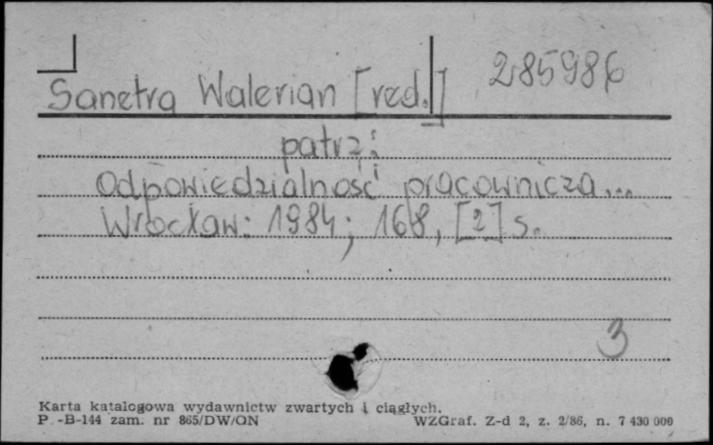 285986
Sanetra Walerian [red.]
patrz:
Odpowiedzialność pracownicza...
Wrocław: 1984; 168, [2] s.
3
Karta katalogowa wydawnictw zwartych i ciągłych.
P.-B-144 zam. nr 865/DW/ON WZGraf. Z-d 2, z. 2/86, n. 7 430 000